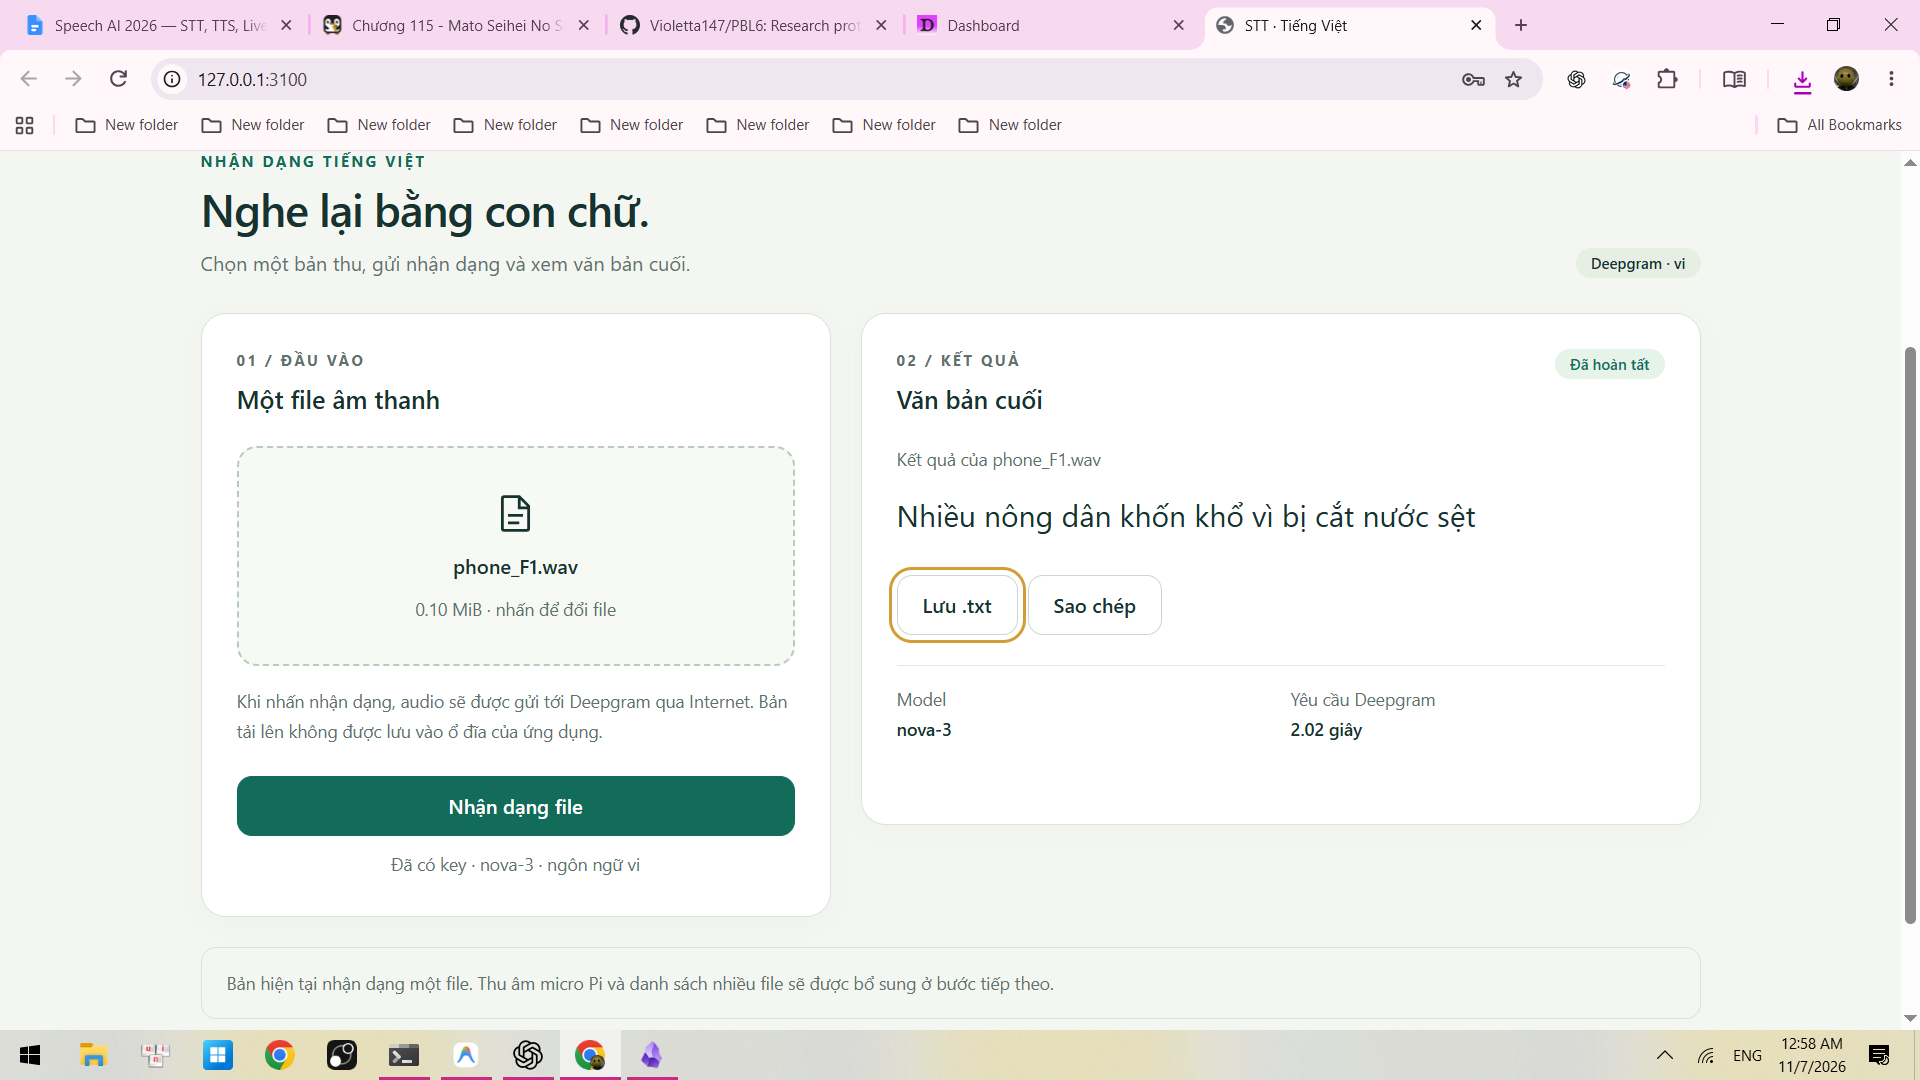 Speech AI 2026 — STT, TTS, Live
Chương 115 - Mato Seihei No S
Violetta147/PBL6: Research prot
Dashboard
STT · Tiếng Việt
127.0.0.1:3100
New folder
New folder
New folder
New folder
New folder
New folder
New folder
New folder
All Bookmarks
NHẬN DẠNG TIẾNG VIỆT
Nghe lại bằng con chữ.
Chọn một bản thu, gửi nhận dạng và xem văn bản cuối.
Deepgram · vi
01 / ĐẦU VÀO
Một file âm thanh
phone_F1.wav
0.10 MiB · nhấn để đổi file
Khi nhấn nhận dạng, audio sẽ được gửi tới Deepgram qua Internet. Bản
tải lên không được lưu vào ổ đĩa của ứng dụng.
Nhận dạng file
Đã có key · nova-3 · ngôn ngữ vi
02 / KẾT QUẢ
Đã hoàn tất
Văn bản cuối
Kết quả của phone_F1.wav
Nhiều nông dân khốn khổ vì bị cắt nước sệt
Lưu .txt
Sao chép
Model
nova-3
Yêu cầu Deepgram
2.02 giây
Bản hiện tại nhận dạng một file. Thu âm micro Pi và danh sách nhiều file sẽ được bổ sung ở bước tiếp theo.
ENG
12:58 AM
11/7/2026